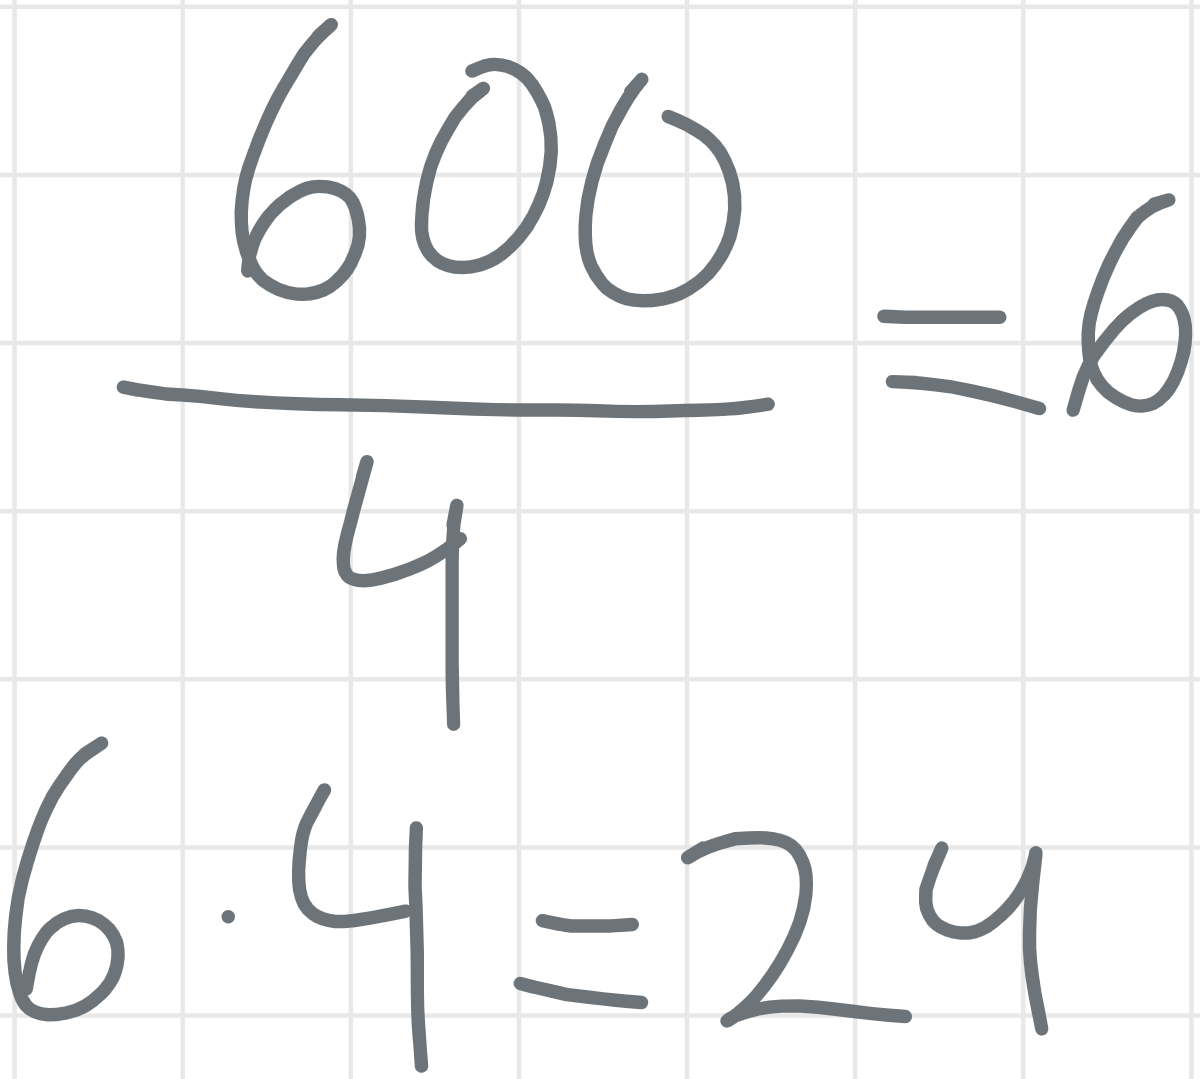 600/4 = 6
6 · 4 = 24